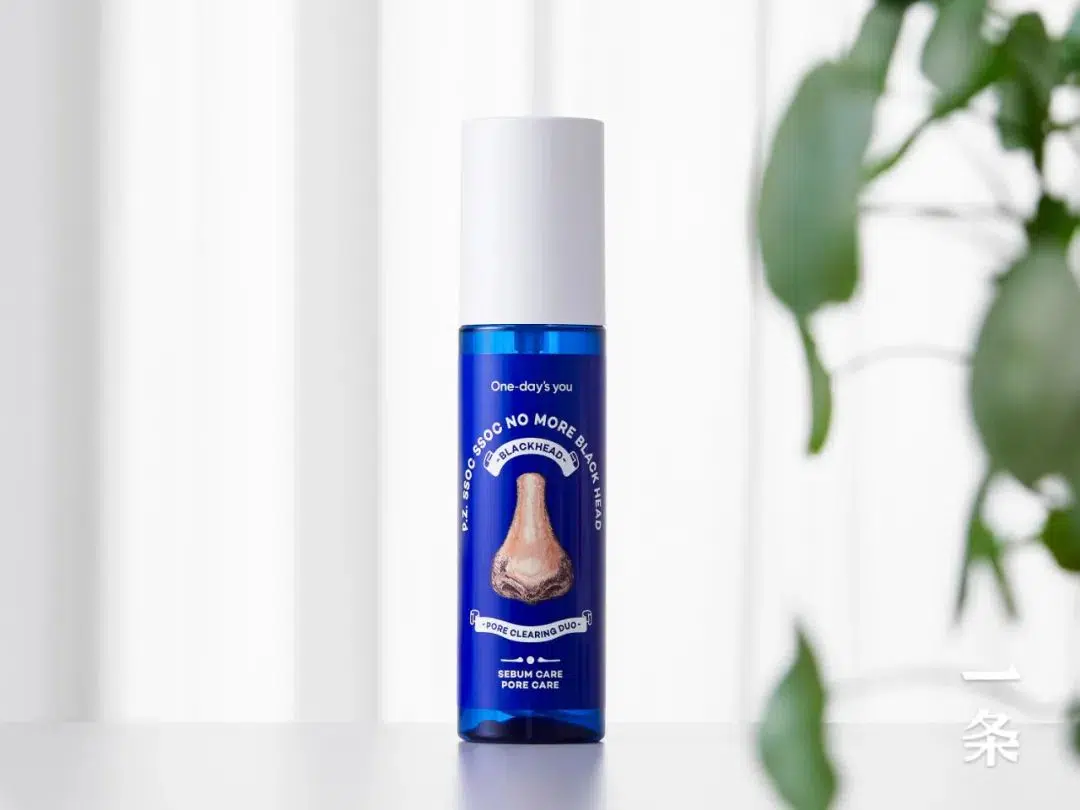 One-day's you
P.Z. SSOC SSOC NO MORE BLACK HEAD
-BLACKHEAD-
-PORE CLEARING DUO-
SEBUM CARE
PORE CARE
一条